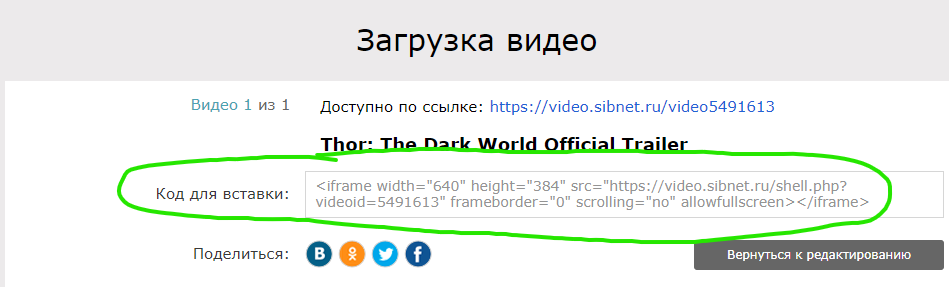 Загрузка видео
Видео 1 из 1 Доступно по ссылке: https://video.sibnet.ru/video5491613
Thor: The Dark World Official Trailer
Код для вставки: <iframe width="640" height="384" src="https://video.sibnet.ru/shell.php?
videoid=5491613" frameborder="0" scrolling="no" allowfullscreen></iframe>
Поделиться: Вернуться к редактированию